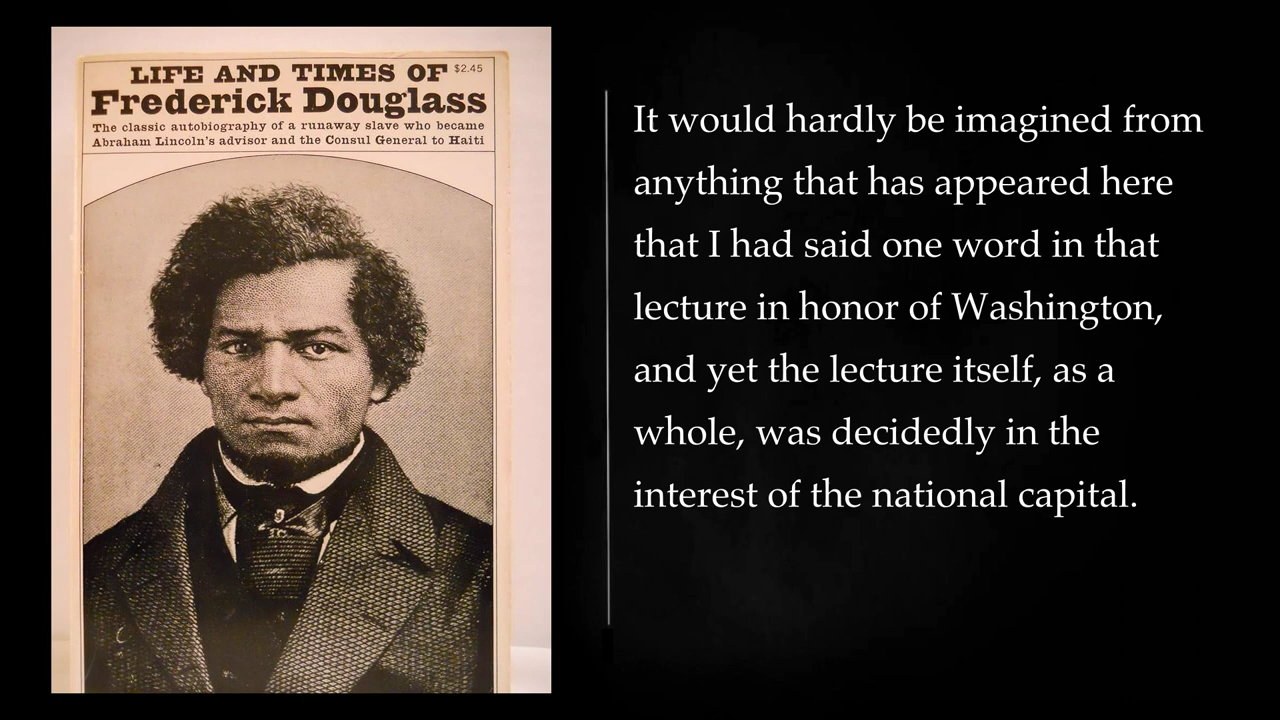 LIFE AND TIMES OF $2.45
Frederick Douglass
The classic autobiography of a runaway slave who became
Abraham Lincoln's advisor and the Consul General to Haiti
It would hardly be imagined from
anything that has appeared here
that I had said one word in that
lecture in honor of Washington,
and yet the lecture itself, as a
whole, was decidedly in the
interest of the national capital.